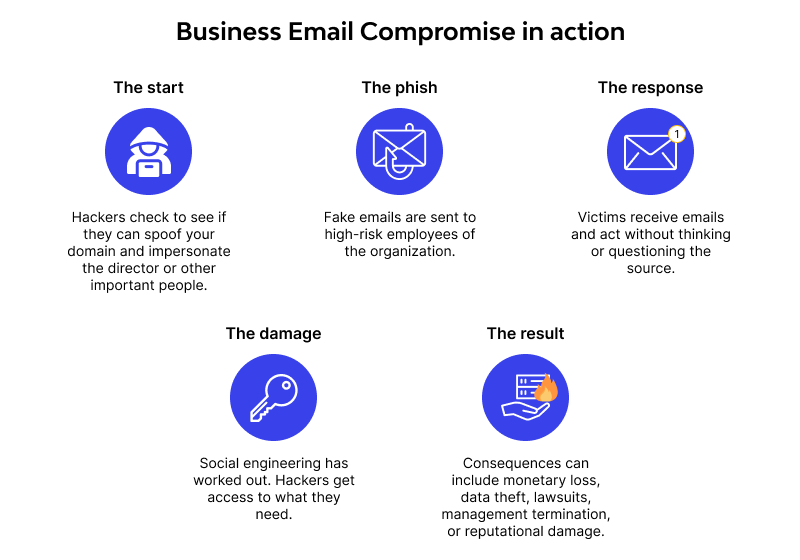 Business Email Compromise in action
The start
Hackers check to see if
they can spoof your
domain and impersonate
the director or other
important people.
The phish
Fake emails are sent to
high-risk employees of
the organization.
The response
1
Victims receive emails
and act without thinking
or questioning the
source.
The damage
Social engineering has
worked out. Hackers get
access to what they
need.
The result
Consequences can
include monetary loss,
data theft, lawsuits,
management termination,
or reputational damage.